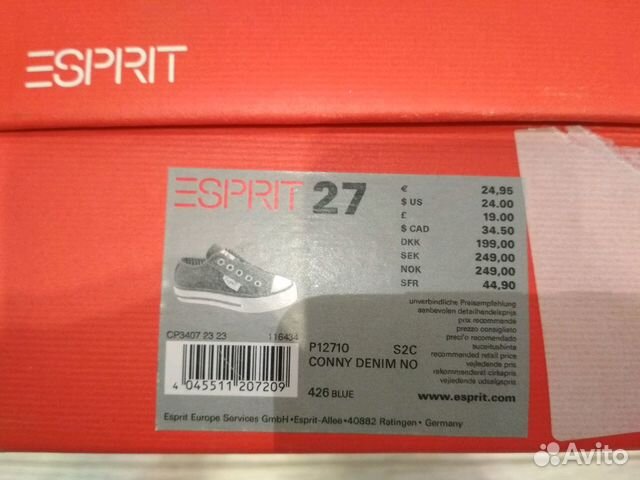 ESPRIT
ESPRIT 27
€ 24,95
$ US 24.00
£ 19.00
$ CAD 34.50
DKK 199,00
SEK 249,00
NOK 249,00
SFR 44,90
unverbindliche Preisempfehlung
aanbevolen detailhandelsprijs
prix recommandé
prezzo consigliato
precio recomendado
suositushinta
recommended retail price
vejledende pris
rekommenderat cirkapris
vejledende udsalgspris
www.esprit.com
CP3407 23 23 116434
4 045511 207209
P12710 S2C
CONNY DENIM NO
426 BLUE
Esprit Europe Services GmbH • Esprit-Allee • 40882 Ratingen • Germany
Avito